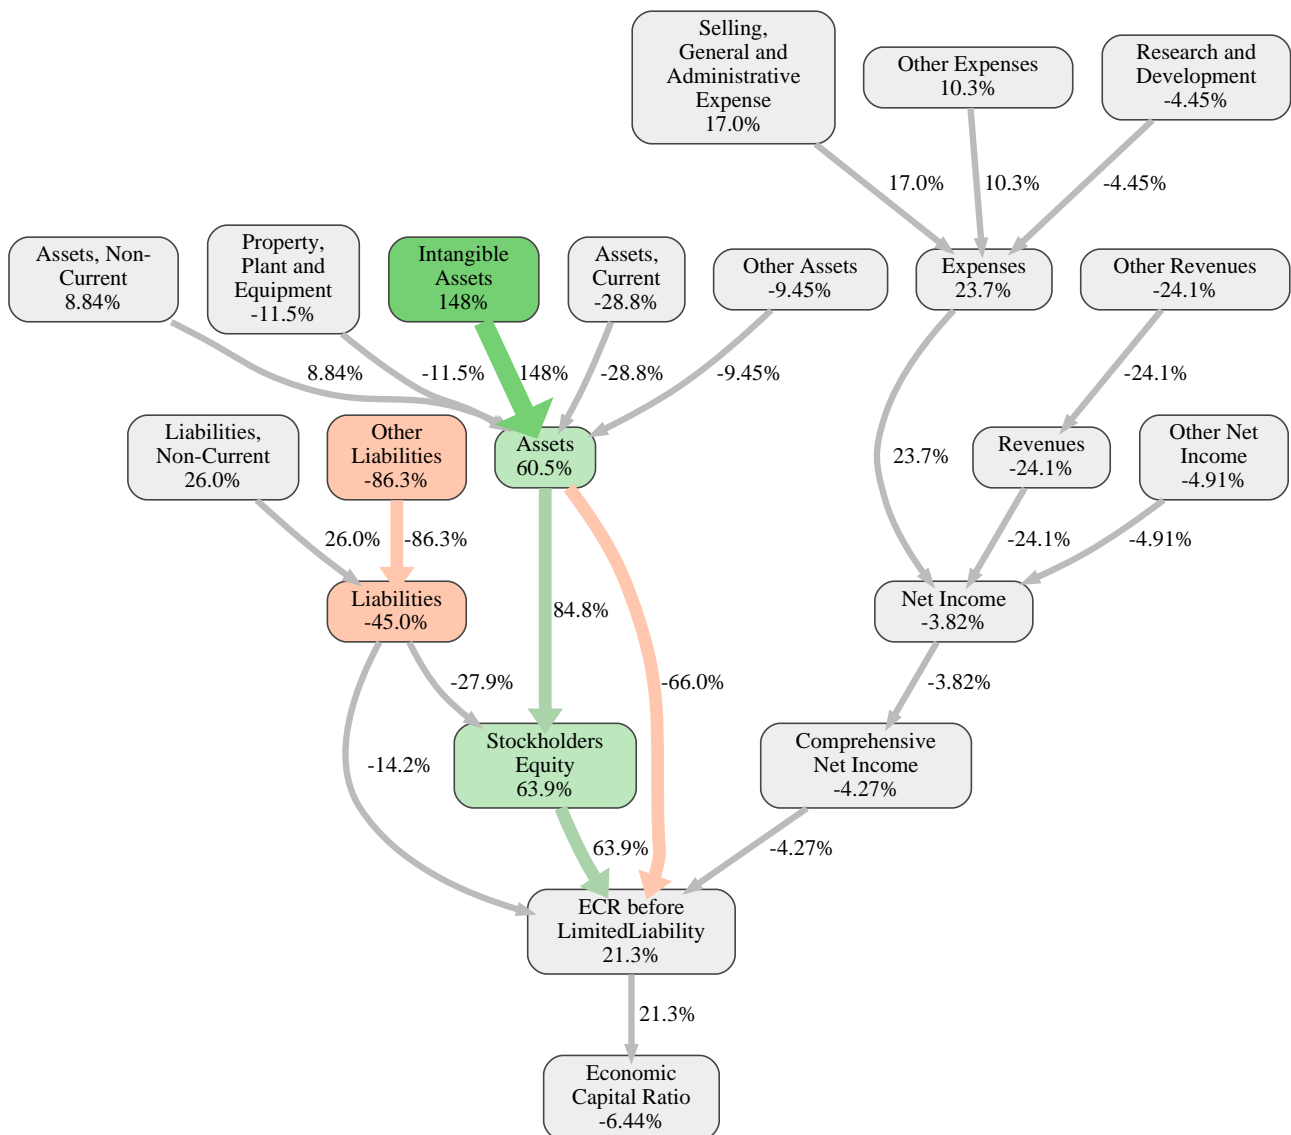 Selling,
General and
Administrative
Expense
17.0%
Other Expenses
10.3%
Research and
Development
-4.45%
17.0%
10.3%
-4.45%
Assets, Non-
Current
8.84%
Property,
Plant and
Equipment
-11.5%
Intangible
Assets
148%
Assets,
Current
-28.8%
Other Assets
-9.45%
Expenses
23.7%
Other Revenues
-24.1%
8.84%
-11.5%
148%
-28.8%
-9.45%
-24.1%
Liabilities,
Non-Current
26.0%
Other
Liabilities
-86.3%
Assets
60.5%
23.7%
Revenues
-24.1%
Other Net
Income
-4.91%
26.0%
-86.3%
-24.1%
-4.91%
Liabilities
-45.0%
84.8%
Net Income
-3.82%
-27.9%
-66.0%
-3.82%
-14.2%
Stockholders
Equity
63.9%
Comprehensive
Net Income
-4.27%
63.9%
-4.27%
ECR before
LimitedLiability
21.3%
21.3%
Economic
Capital Ratio
-6.44%